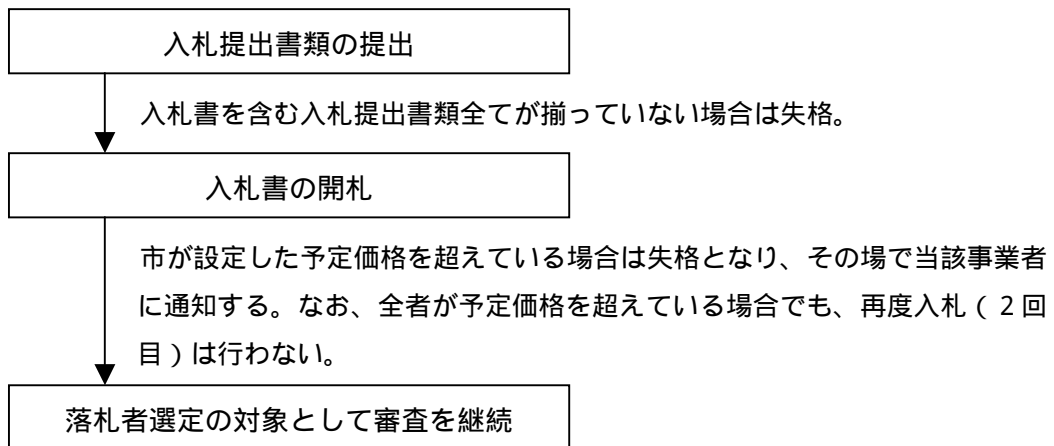 入札提出書類の提出
入札書を含む入札提出書類全てが揃っていない場合は失格。
入札書の開札
市が設定した予定価格を超えている場合は失格となり、その場で当該事業者
に通知する。なお、全者が予定価格を超えている場合でも、再度入札(2回
目)は行わない。
落札者選定の対象として審査を継続